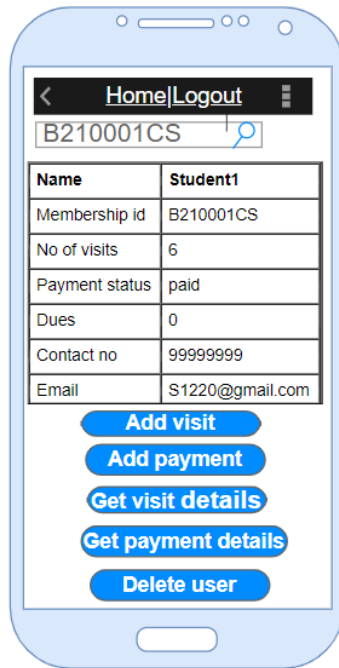 Home|Logout
B210001CS
Name Student1
Membership id B210001CS
No of visits 6
Payment status paid
Dues 0
Contact no 99999999
Email S1220@gmail.com
Add visit
Add payment
Get visit details
Get payment details
Delete user